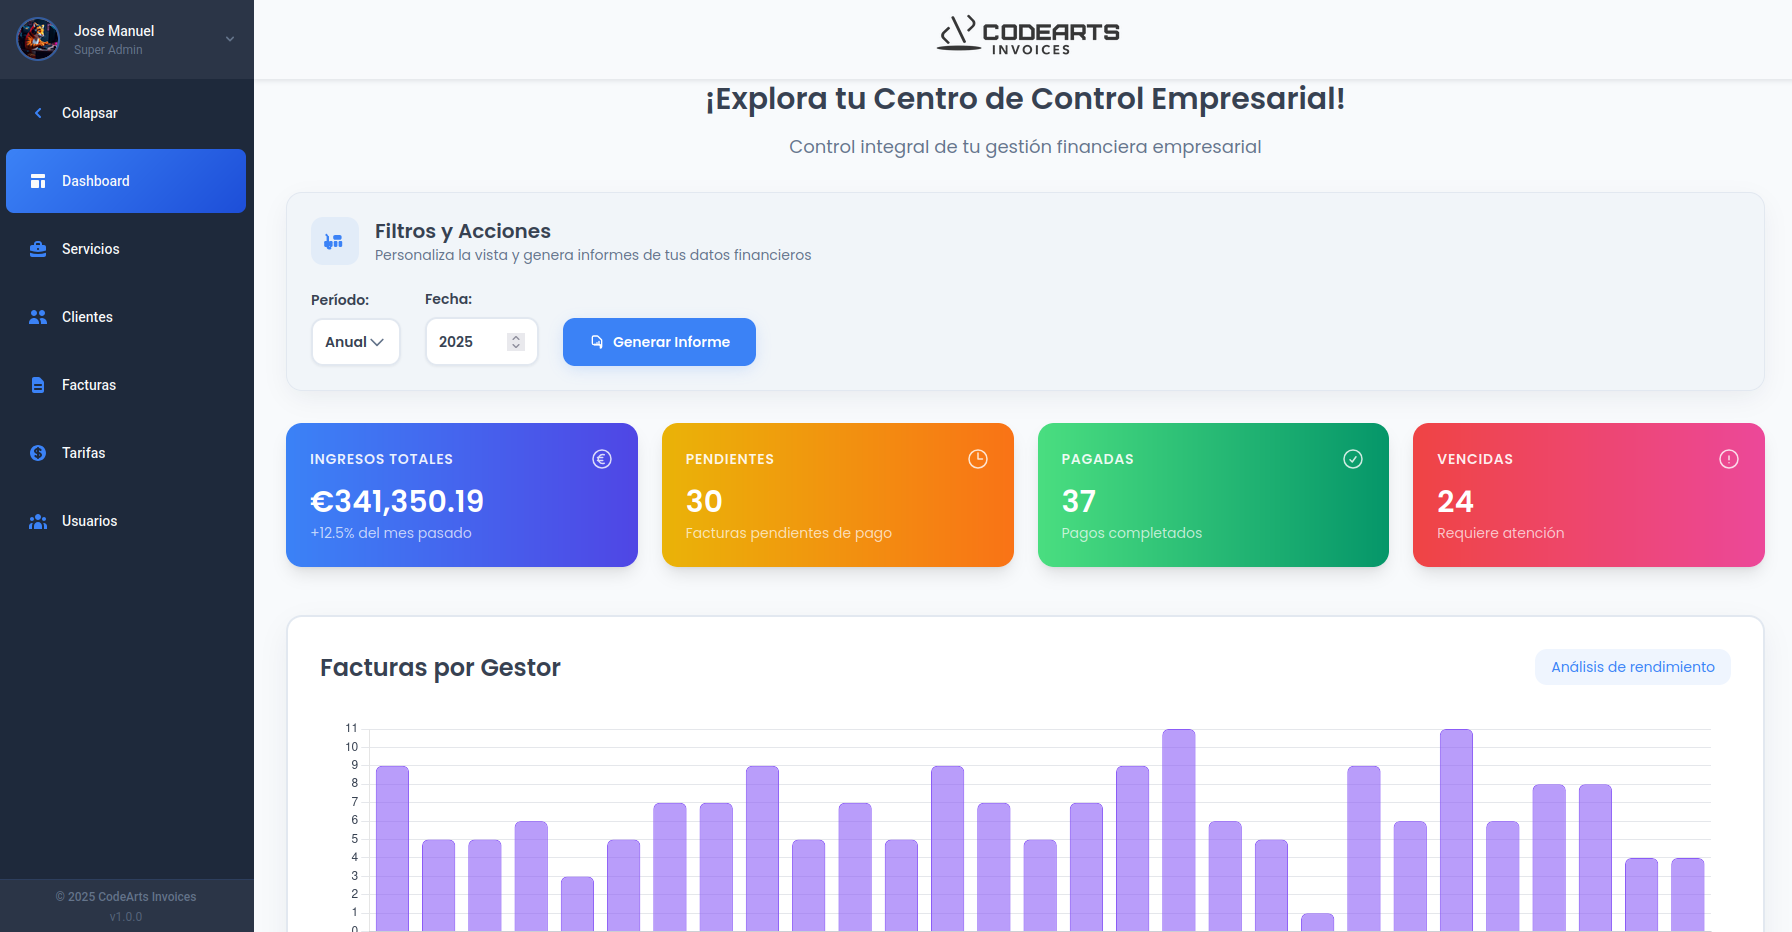 Jose Manuel
Super Admin
Colapsar
Dashboard
Servicios
Clientes
Facturas
Tarifas
Usuarios
© 2025 CodeArts Invoices
v1.0.0
CODEARTS
INVOICES
¡Explora tu Centro de Control Empresarial!
Control integral de tu gestión financiera empresarial
Filtros y Acciones
Personaliza la vista y genera informes de tus datos financieros
Período:
Fecha:
Anual
2025
Generar Informe
INGRESOS TOTALES
€341,350.19
+12.5% del mes pasado
PENDIENTES
30
Facturas pendientes de pago
PAGADAS
37
Pagos completados
VENCIDAS
24
Requiere atención
Facturas por Gestor
Análisis de rendimiento
11
10
9
8
7
6
5
4
3
2
1
0